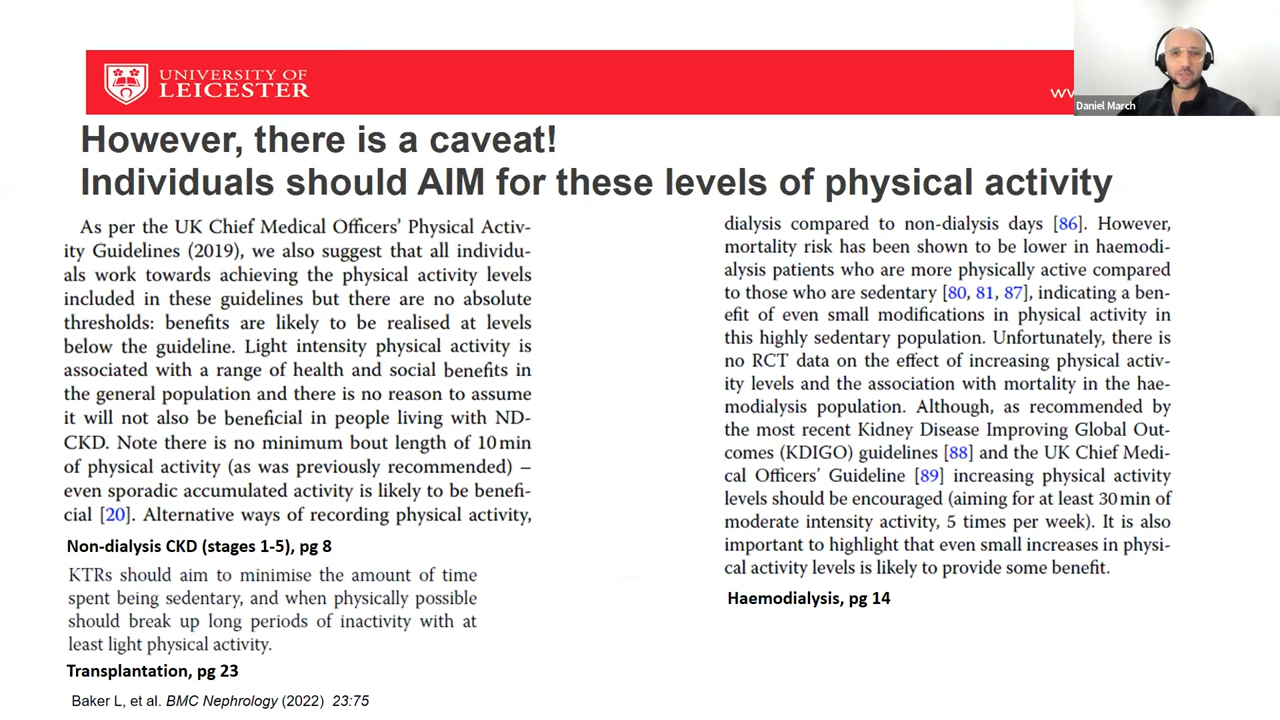 UNIVERSITY OF
LEICESTER
Daniel March
However, there is a caveat!
Individuals should AIM for these levels of physical activity
As per the UK Chief Medical Officers’ Physical Activ-
ity Guidelines (2019), we also suggest that all individu-
als work towards achieving the physical activity levels
included in these guidelines but there are no absolute
thresholds: benefits are likely to be realised at levels
below the guideline. Light intensity physical activity is
associated with a range of health and social benefits in
the general population and there is no reason to assume
it will not also be beneficial in people living with ND-
CKD. Note there is no minimum bout length of 10 min
of physical activity (as was previously recommended) –
even sporadic accumulated activity is likely to be benefi-
cial [20]. Alternative ways of recording physical activity,
Non-dialysis CKD (stages 1-5), pg 8
KTRs should aim to minimise the amount of time
spent being sedentary, and when physically possible
should break up long periods of inactivity with at
least light physical activity.
Transplantation, pg 23
Baker L, et al. BMC Nephrology (2022) 23:75
dialysis compared to non-dialysis days [86]. However,
mortality risk has been shown to be lower in haemodi-
alysis patients who are more physically active compared
to those who are sedentary [80, 81, 87], indicating a ben-
efit of even small modifications in physical activity in
this highly sedentary population. Unfortunately, there is
no RCT data on the effect of increasing physical activ-
ity levels and the association with mortality in the hae-
modialysis population. Although, as recommended by
the most recent Kidney Disease Improving Global Out-
comes (KDIGO) guidelines [88] and the UK Chief Medi-
cal Officers’ Guideline [89] increasing physical activity
levels should be encouraged (aiming for at least 30 min of
moderate intensity activity, 5 times per week). It is also
important to highlight that even small increases in physi-
cal activity levels is likely to provide some benefit.
Haemodialysis, pg 14